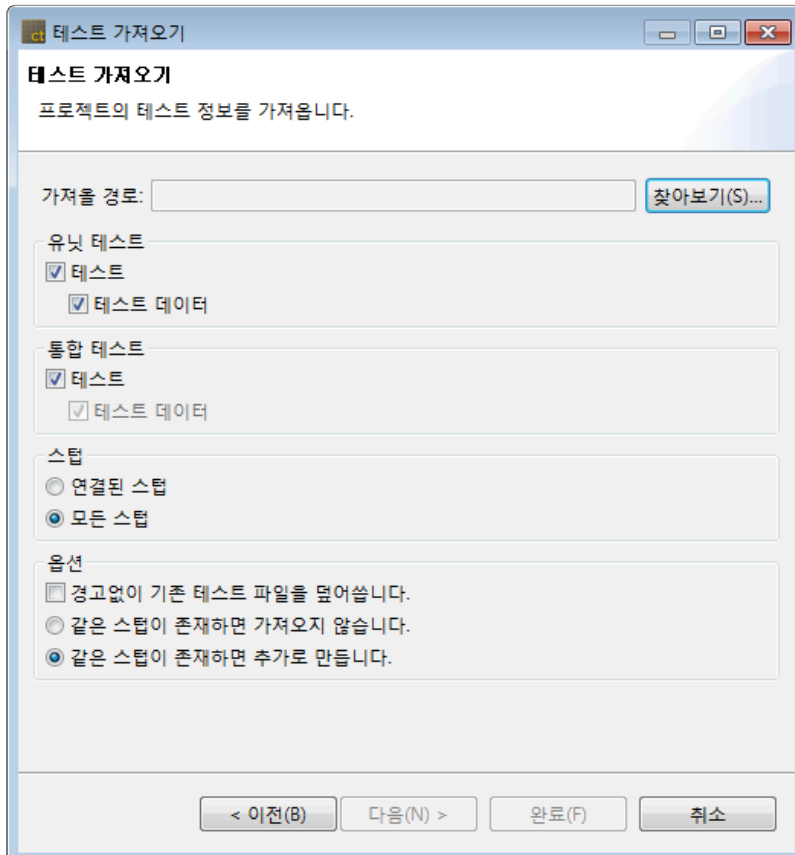 ct 테스트 가져오기
테스트 가져오기
프로젝트의 테스트 정보를 가져옵니다.
가져올 경로: 찾아보기(S)...
유닛 테스트
테스트
테스트 데이터
통합 테스트
테스트
테스트 데이터
스텁
연결된 스텁
모든 스텁
옵션
경고없이 기존 테스트 파일을 덮어씁니다.
같은 스텁이 존재하면 가져오지 않습니다.
같은 스텁이 존재하면 추가로 만듭니다.
< 이전(B) 다음(N) > 완료(F) 취소